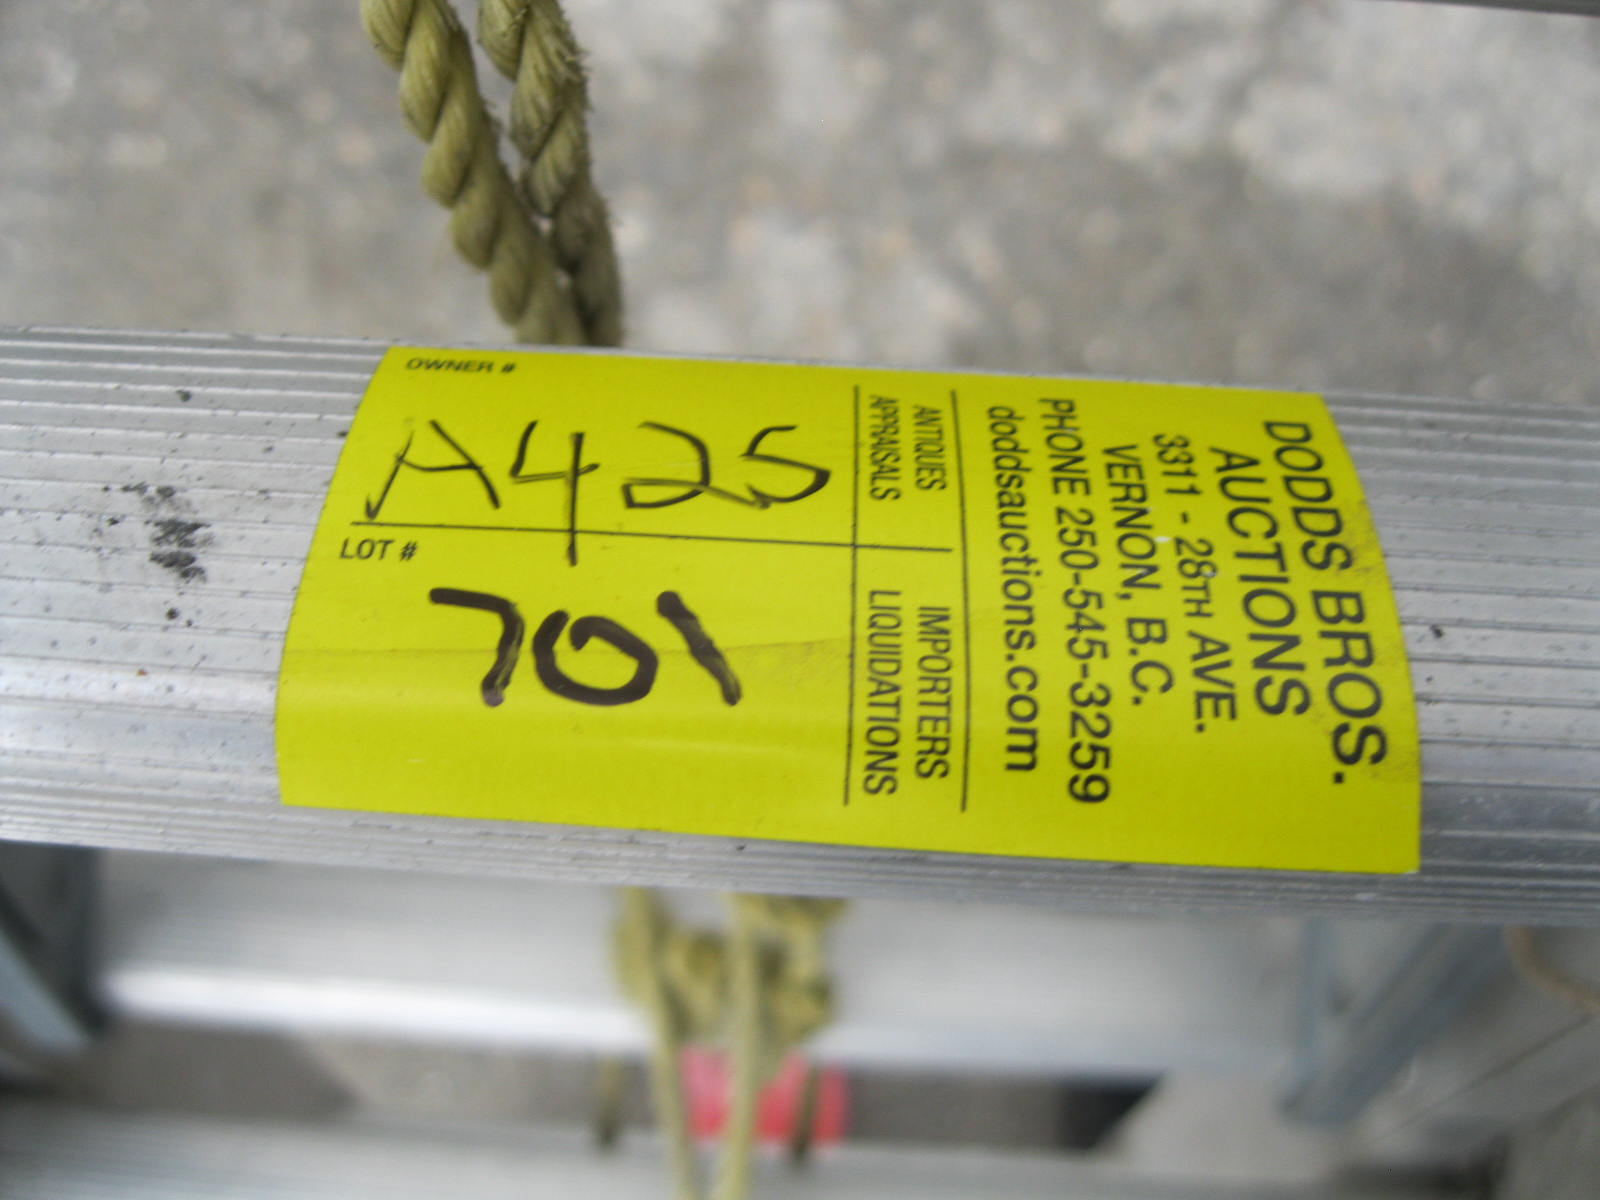 DODDS BROS.
AUCTIONS
3311 - 28TH AVE.
VERNON, B.C.
PHONE 250-545-3259
doddsauctions.com
ANTIQUES IMPORTERS
APPRAISALS LIQUIDATIONS
OWNER #
A425
LOT #
701